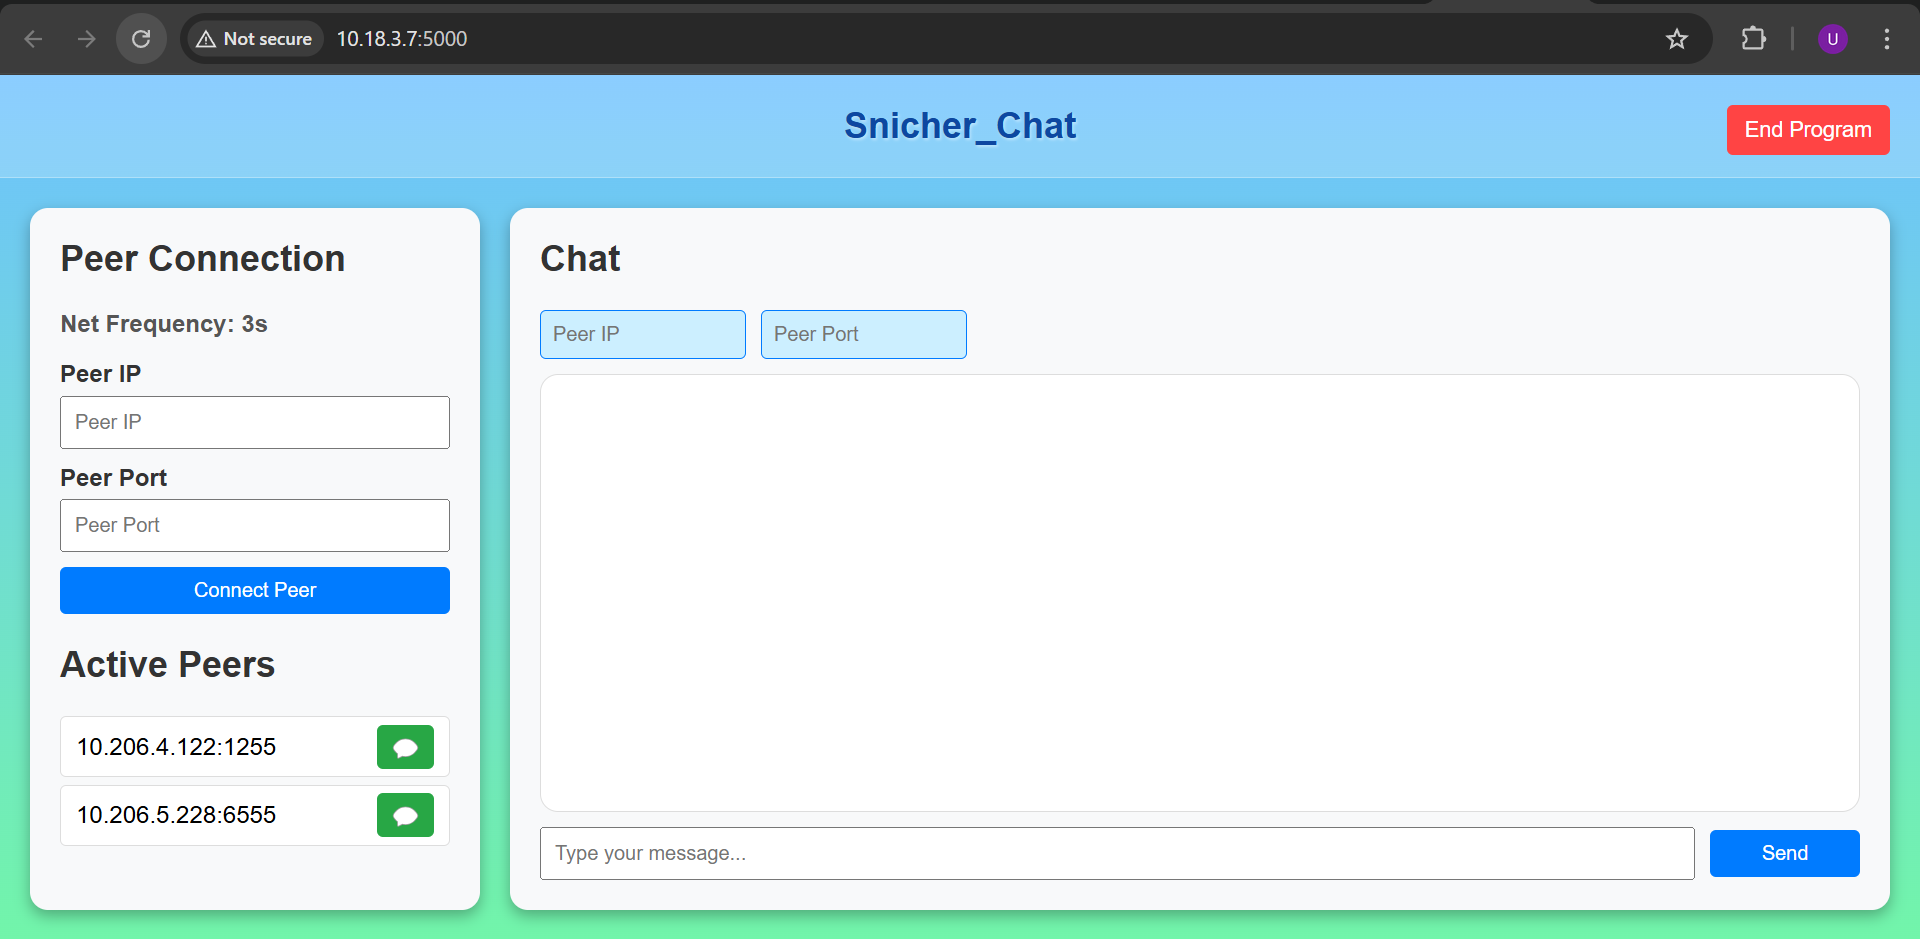 Not secure 10.18.3.7:5000
U
Snicher_Chat
End Program
Peer Connection
Net Frequency: 3s
Peer IP
Peer IP
Peer Port
Peer Port
Connect Peer
Active Peers
10.206.4.122:1255
10.206.5.228:6555
Chat
Peer IP Peer Port
Type your message...
Send